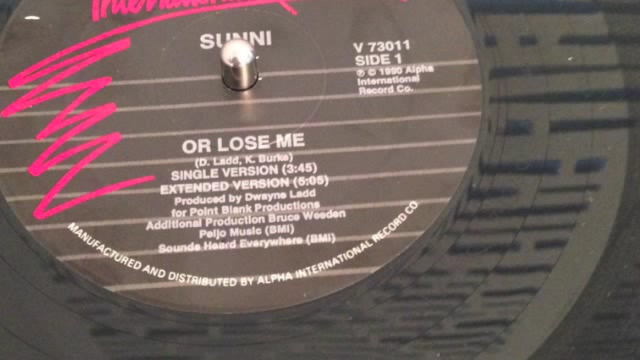 International
SUNNI
V 73011
SIDE 1
℗ © 1990 Alpha
International
Record Co.
OR LOSE ME
(D. Ladd, K. Burke)
SINGLE VERSION (3:45)
EXTENDED VERSION (5:05)
Produced by Dwayne Ladd
for Point Blank Productions
Additional Production Bruce Weeden
Peljo Music (BMI)
Sounds Heard Everywhere (BMI)
MANUFACTURED AND DISTRIBUTED BY ALPHA INTERNATIONAL RECORD CO.